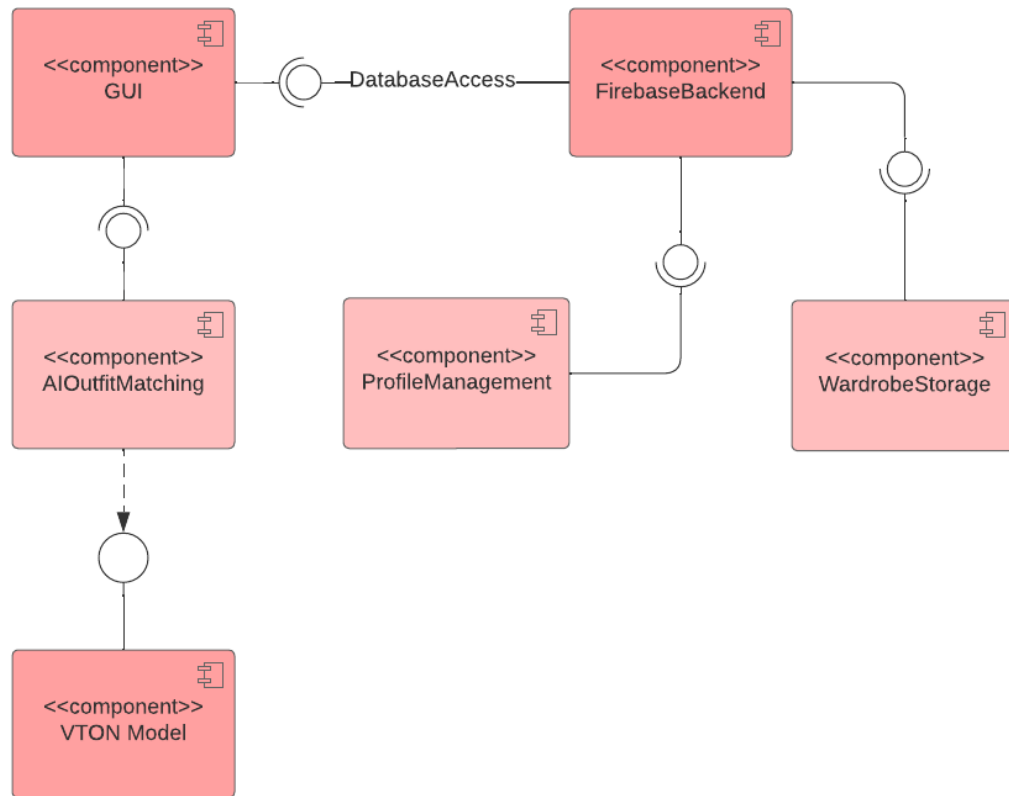 <<component>>
GUI
DatabaseAccess
<<component>>
FirebaseBackend
<<component>>
AIOutfitMatching
<<component>>
ProfileManagement
<<component>>
WardrobeStorage
<<component>>
VTON Model